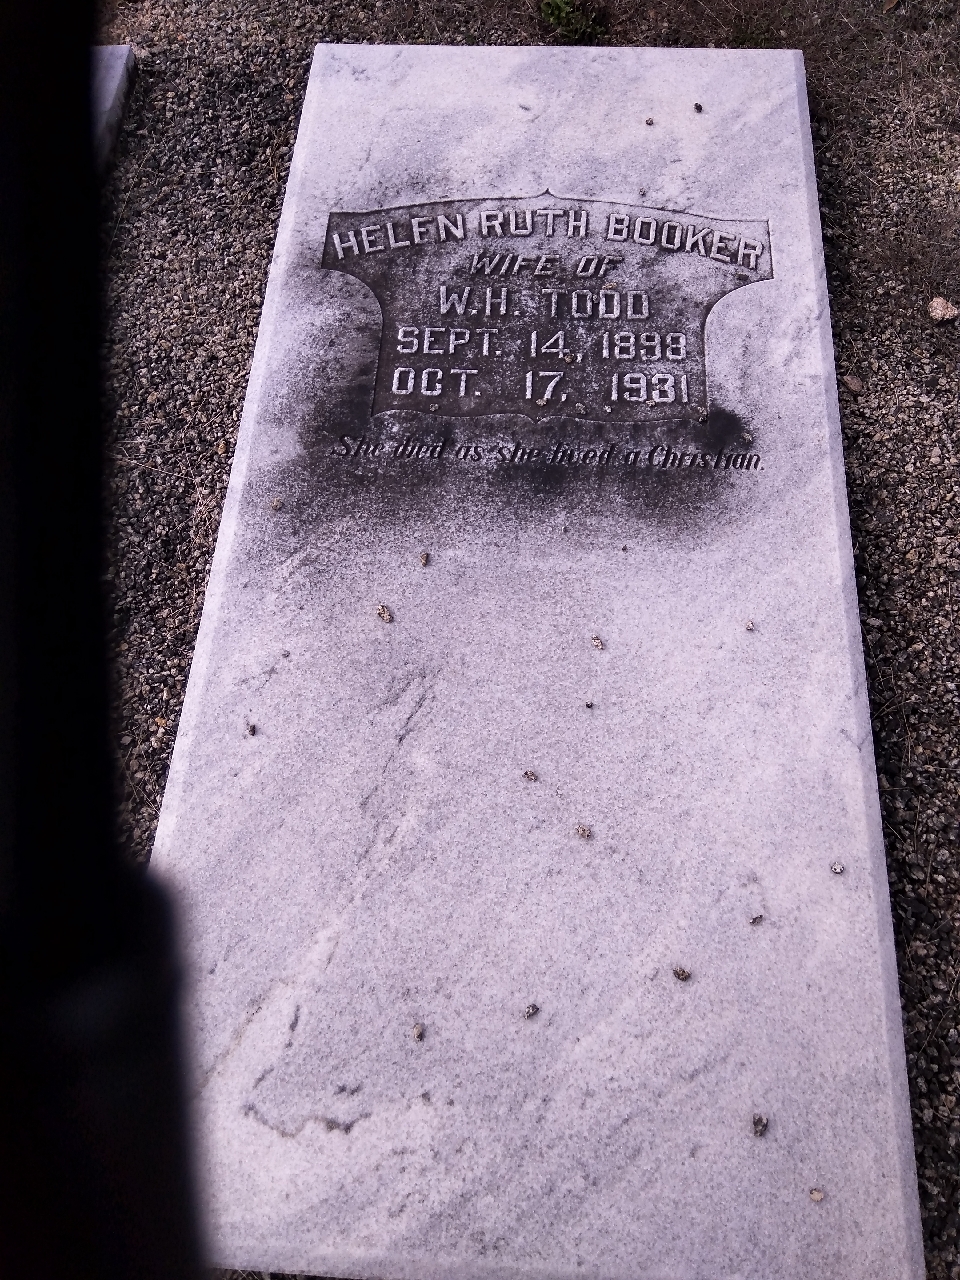 HELEN RUTH BOOKER
WIFE OF
W.H. TODD
SEPT. 14, 1898
OCT. 17, 1931
She died as she lived a Christian.